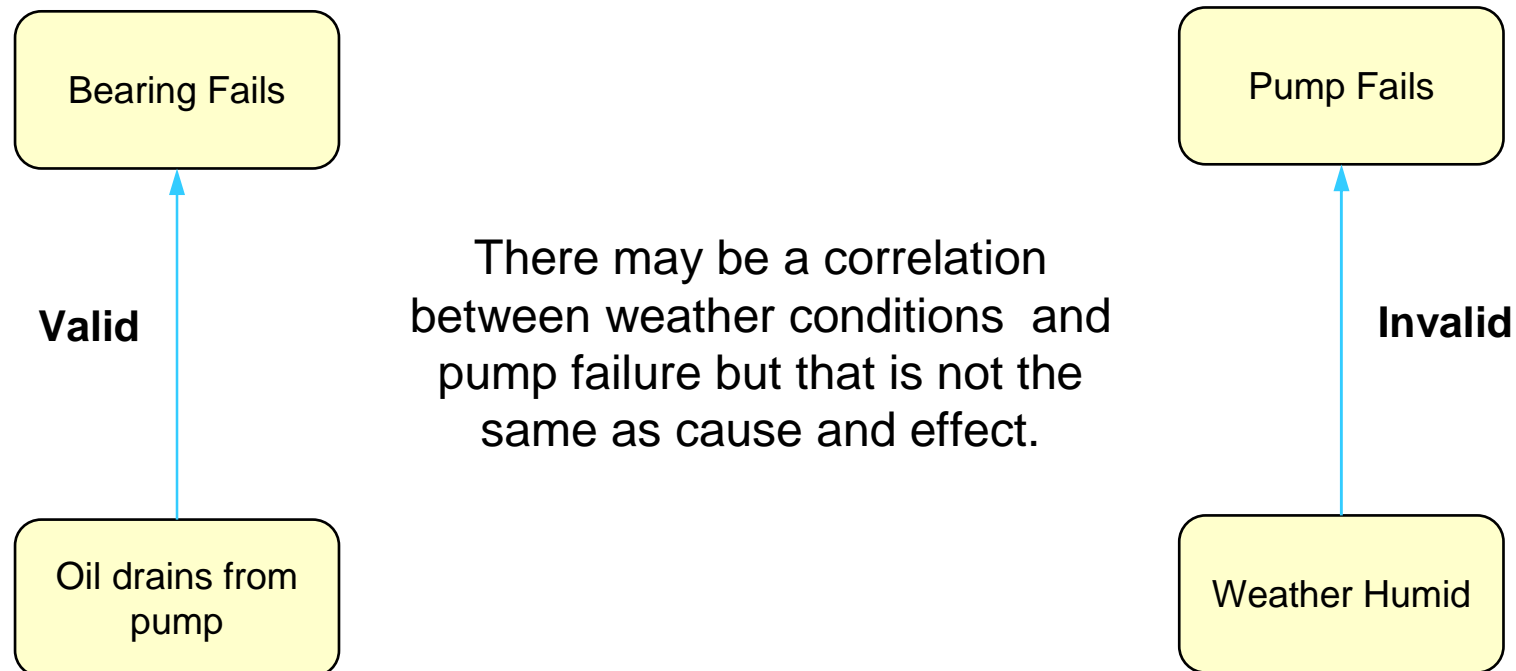 Bearing Fails
Pump Fails
There may be a correlation
between weather conditions  and
pump failure but that is not the
same as cause and effect.
Valid
Invalid
Oil drains from
pump
Weather Humid